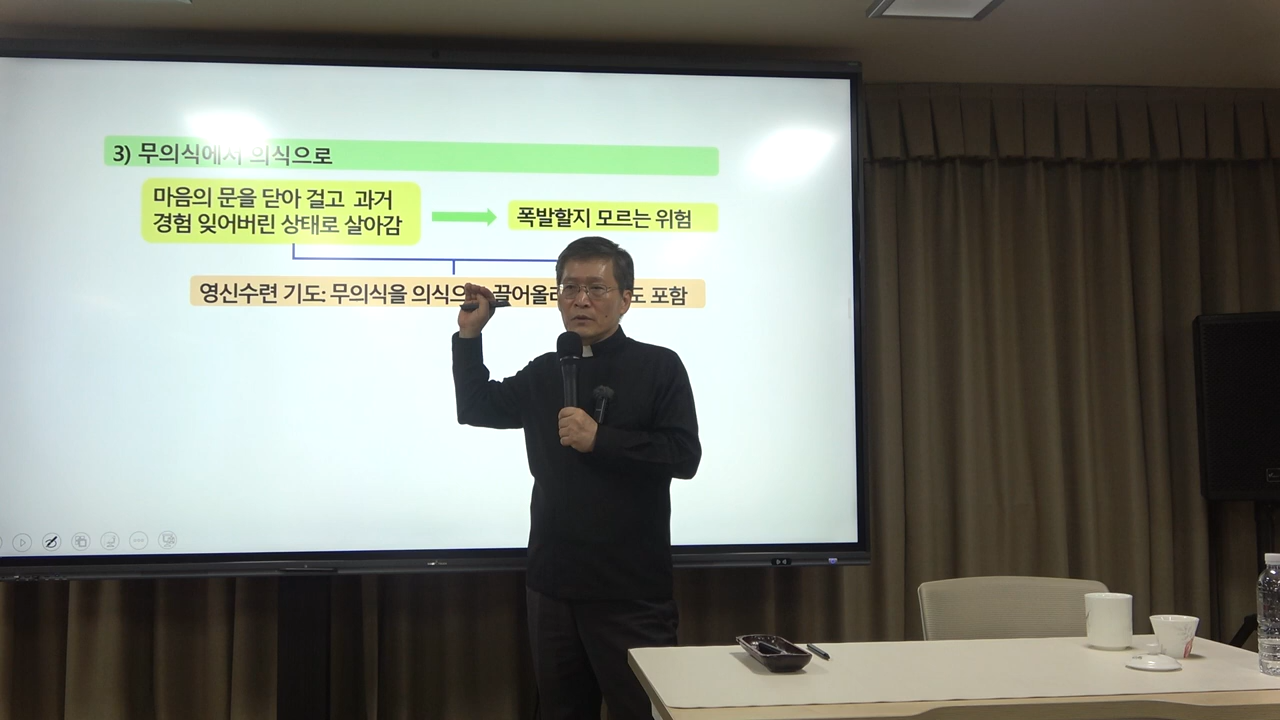 3) 무의식에서 의식으로
마음의 문을 닫아 걸고 과거
경험 잊어버린 상태로 살아감
폭발할지 모르는 위험
영신수련 기도: 무의식을 의식으로 끌어올리 도 포함